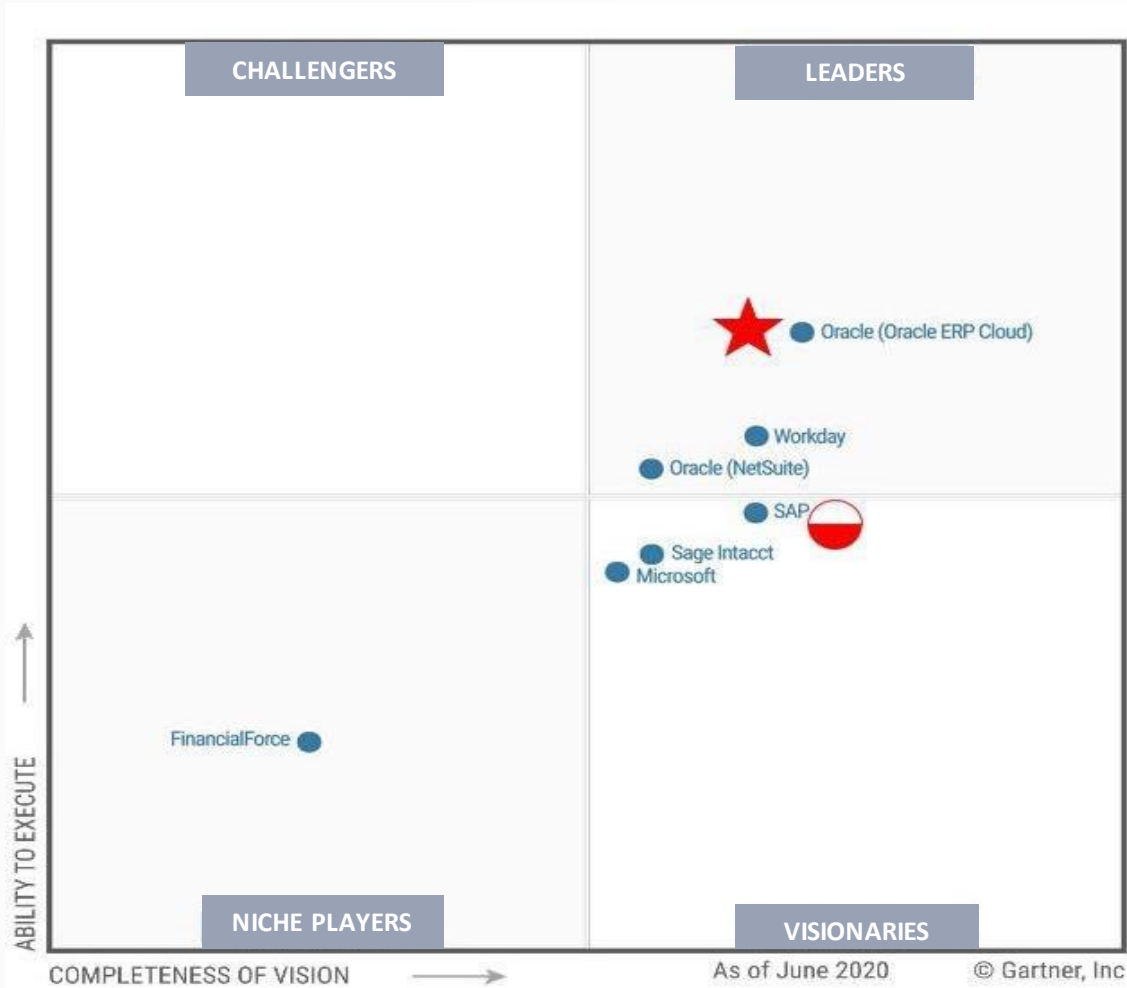 CHALLENGERS
LEADERS
Oracle (Oracle ERP Cloud)
Workday
Oracle (NetSuite)
SAP
Sage Intacct
Microsoft
FinancialForce
ABILITY TO EXECUTE
NICHE PLAYERS
VISIONARIES
COMPLETENESS OF VISION
As of June 2020
© Gartner, Inc